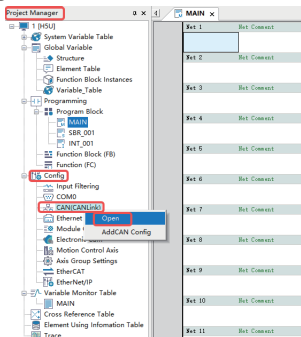 Project Manager
1 [H5U]
System Variable Table
Global Variable
Structure
Element Table
Function Block Instances
Variable_Table
Programming
Program Block
MAIN
SBR_001
INT_001
Function Block (FB)
Function (FC)
Config
Input Filtering
COM0
CAN(CANLink)
Ethernet
Open
Module
AddCAN Config
Electronic
Motion Control Axis
Axis Group Settings
EtherCAT
EtherNet/IP
Variable Monitor Table
MAIN
Cross Reference Table
Element Using Infomation Table
Trace
MAIN ×
Net 1 Net Comment
Net 2 Net Comment
Net 3 Net Comment
Net 4 Net Comment
Net 5 Net Comment
Net 6 Net Comment
Net 7 Net Comment
Net 8 Net Comment
Net 9 Net Comment
Net 10 Net Comment
Net 11 Net Comment